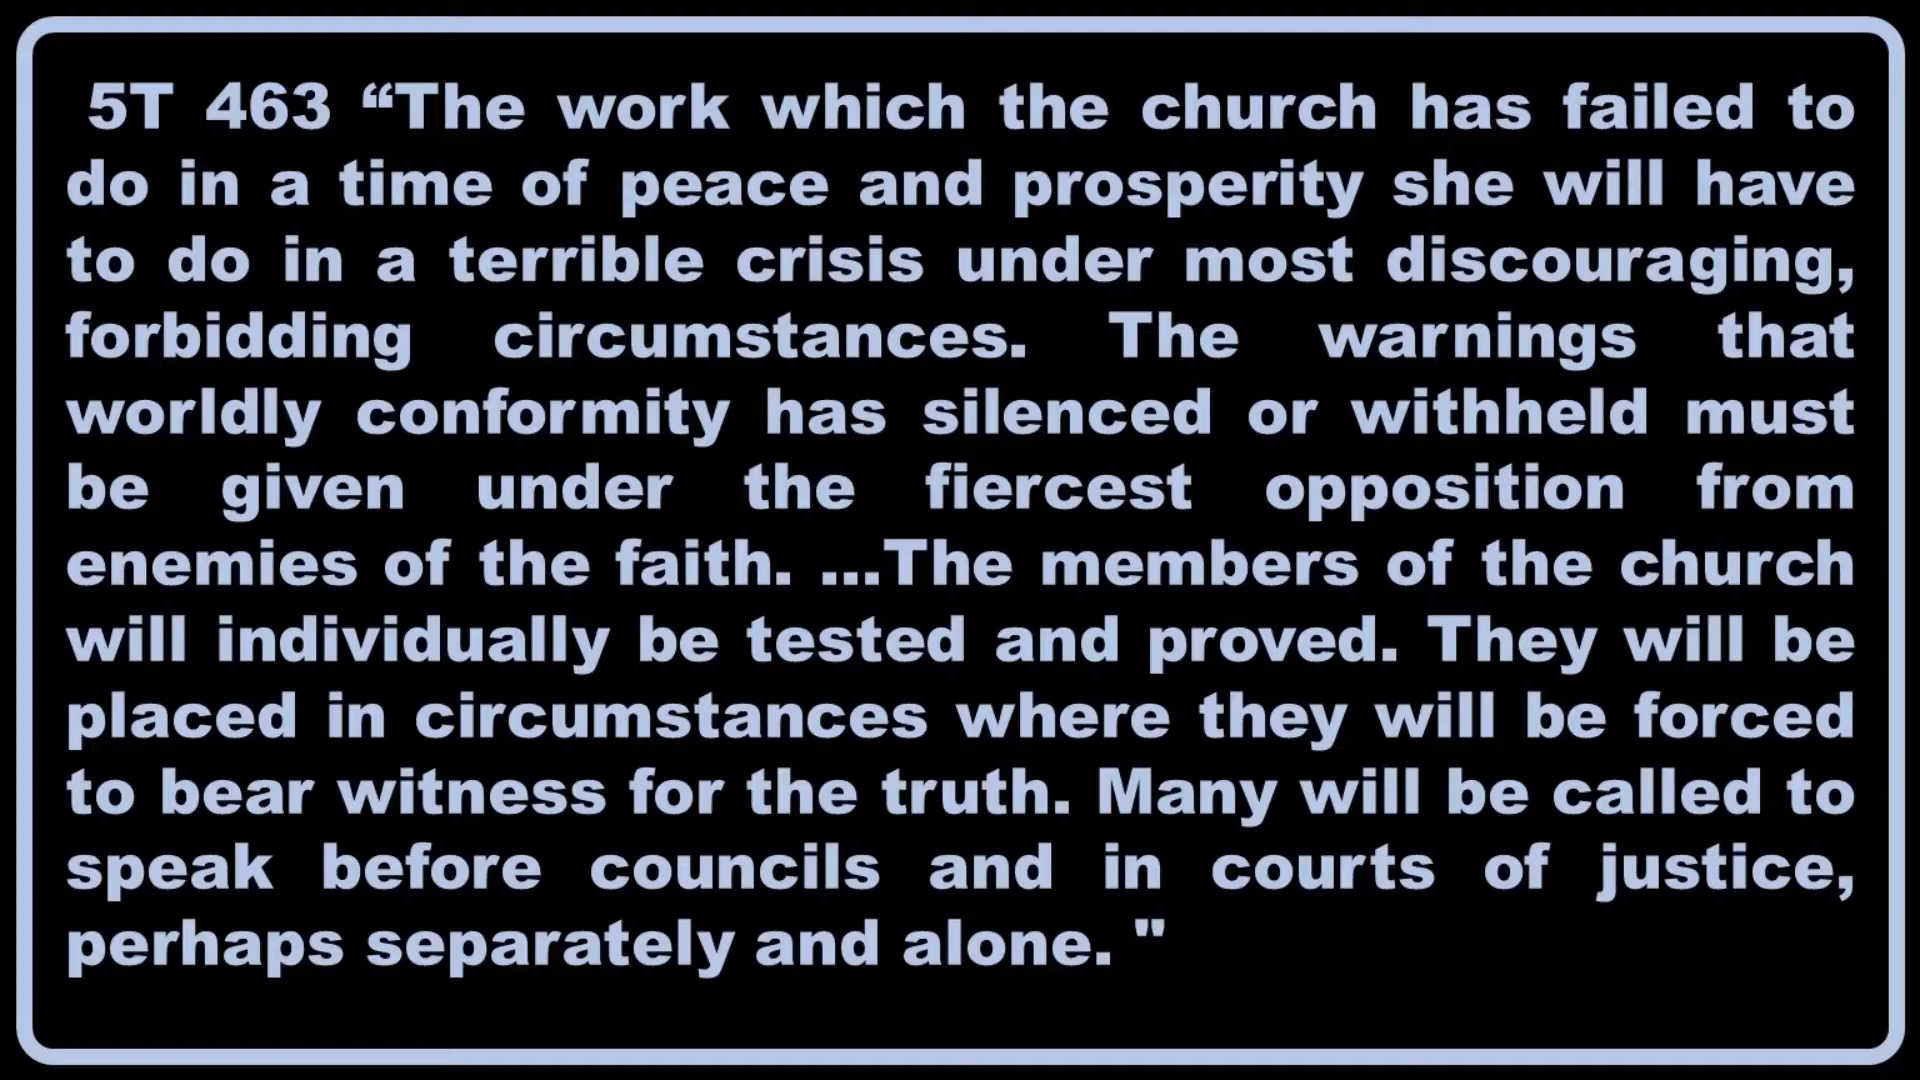 5T 463 “The work which the church has failed to
do in a time of peace and prosperity she will have
to do in a terrible crisis under most discouraging,
forbidding circumstances. The warnings that
worldly conformity has silenced or withheld must
be given under the fiercest opposition from
enemies of the faith. ...The members of the church
will individually be tested and proved. They will be
placed in circumstances where they will be forced
to bear witness for the truth. Many will be called to
speak before councils and in courts of justice,
perhaps separately and alone. "